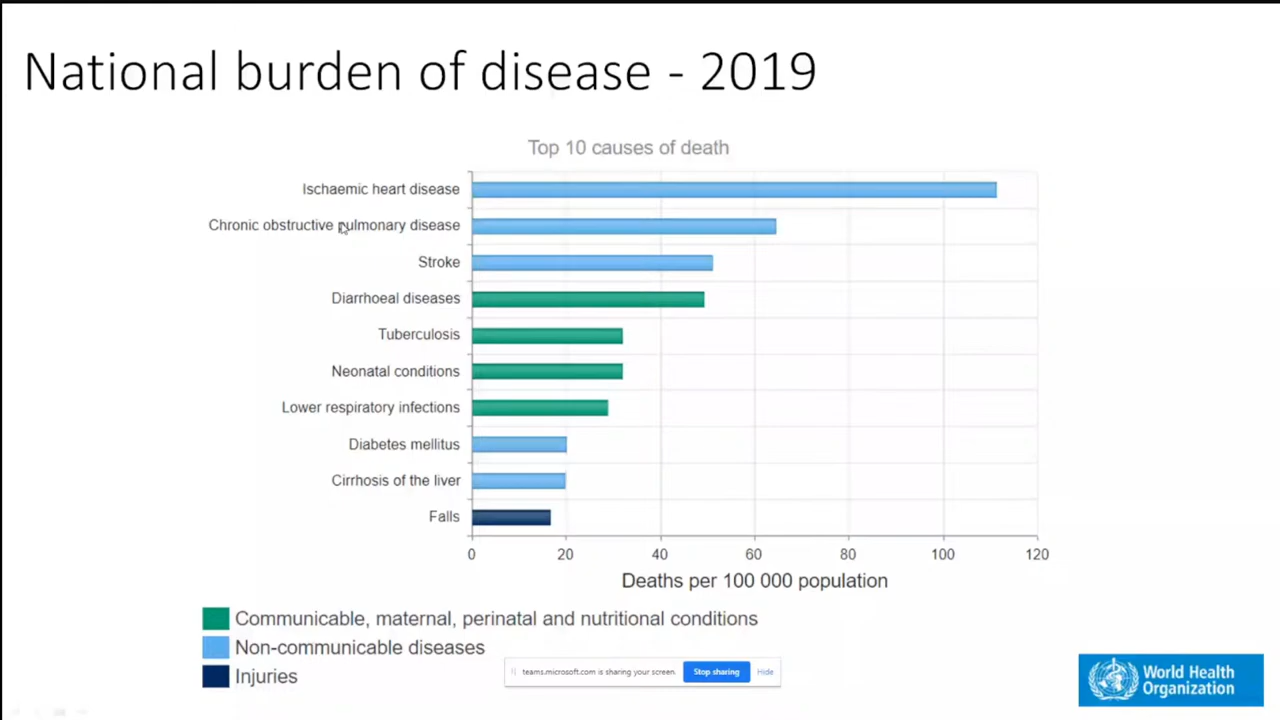 National burden of disease - 2019
Top 10 causes of death
Ischaemic heart disease
Chronic obstructive pulmonary disease
Stroke
Diarrhoeal diseases
Tuberculosis
Neonatal conditions
Lower respiratory infections
Diabetes mellitus
Cirrhosis of the liver
Falls
0 20 40 60 80 100 120
Deaths per 100 000 population
Communicable, maternal, perinatal and nutritional conditions
Non-communicable diseases
Injuries
teams.microsoft.com is sharing your screen. Stop sharing Hide
World Health
Organization